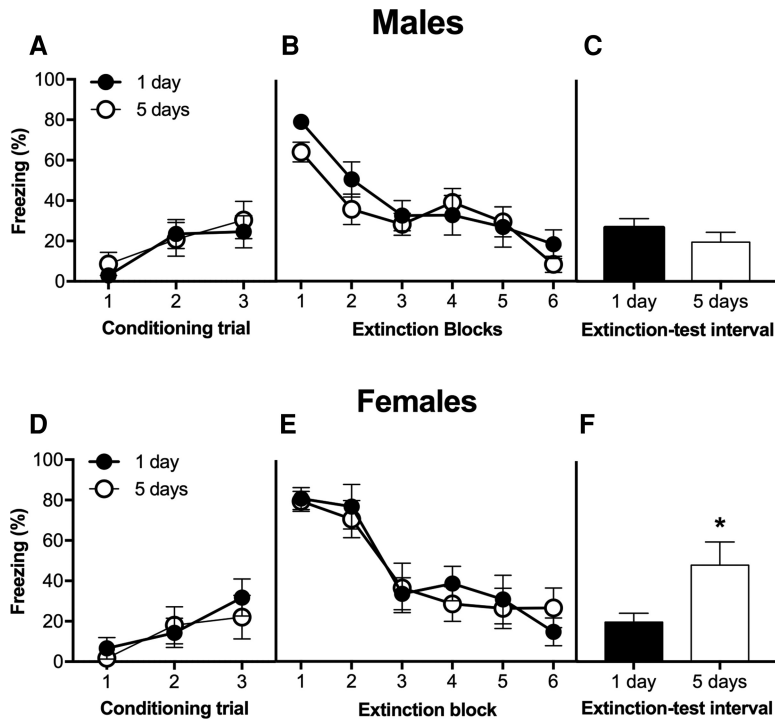 Males
A
B
C
1 day
5 days
Freezing (%)
100
80
60
40
20
0
1 2 3
Conditioning trial
1 2 3 4 5 6
Extinction Blocks
1 day 5 days
Extinction-test interval
Females
D
E
F
1 day
5 days
Freezing (%)
100
80
60
40
20
0
*
1 2 3
Conditioning trial
1 2 3 4 5 6
Extinction block
1 day 5 days
Extinction-test interval